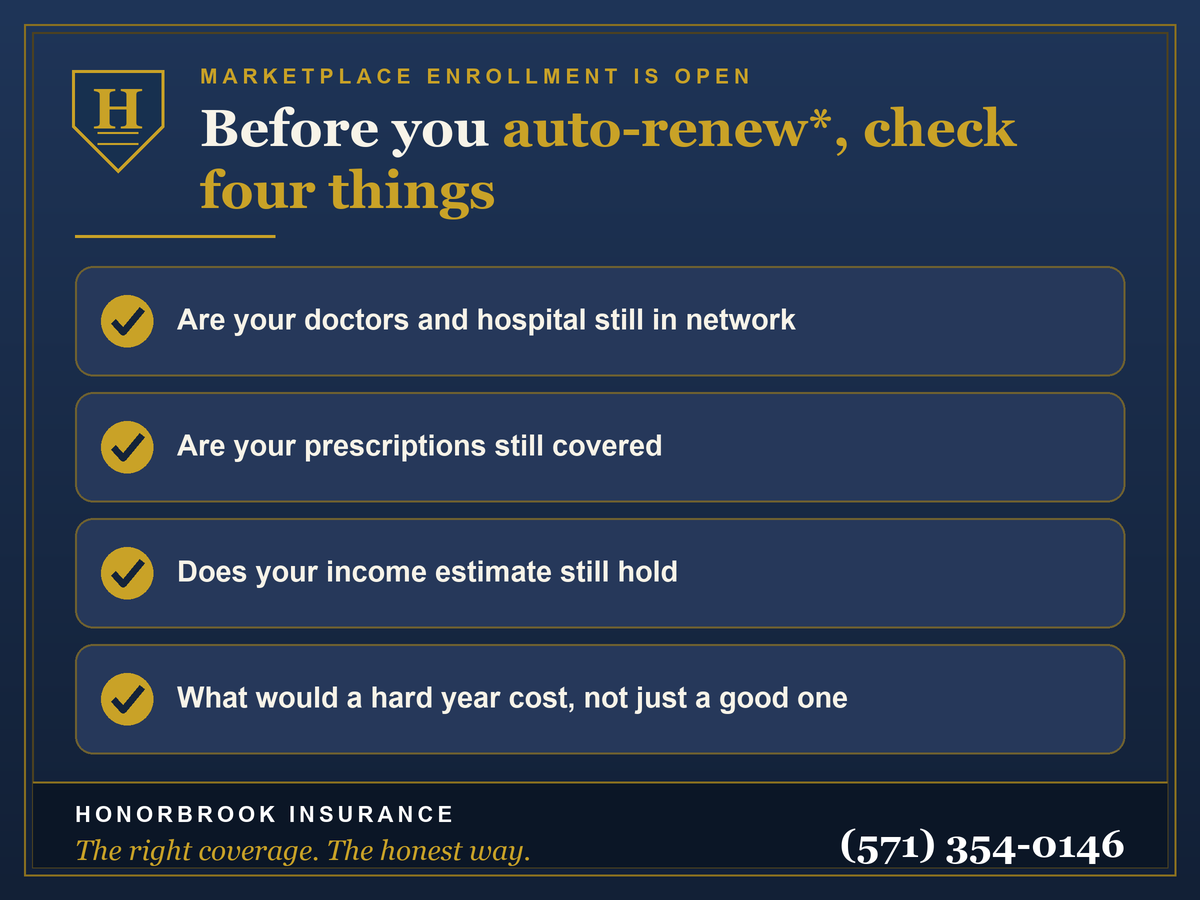 H
MARKETPLACE ENROLLMENT IS OPEN
Before you auto-renew*, check
four things
Are your doctors and hospital still in network
Are your prescriptions still covered
Does your income estimate still hold
What would a hard year cost, not just a good one
HONORBROOK INSURANCE
The right coverage. The honest way.
(571) 354-0146